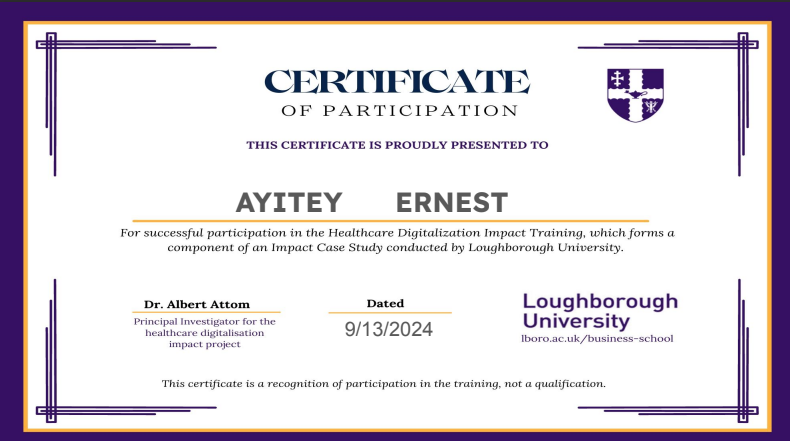 CERTIFICATE
OF PARTICIPATION
THIS CERTIFICATE IS PROUDLY PRESENTED TO
AYITEY ERNEST
For successful participation in the Healthcare Digitalization Impact Training, which forms a
component of an Impact Case Study conducted by Loughborough University.
Dr. Albert Attom
Principal Investigator for the
healthcare digitalisation
impact project
Dated
9/13/2024
Loughborough
University
lboro.ac.uk/business-school
This certificate is a recognition of participation in the training, not a qualification.